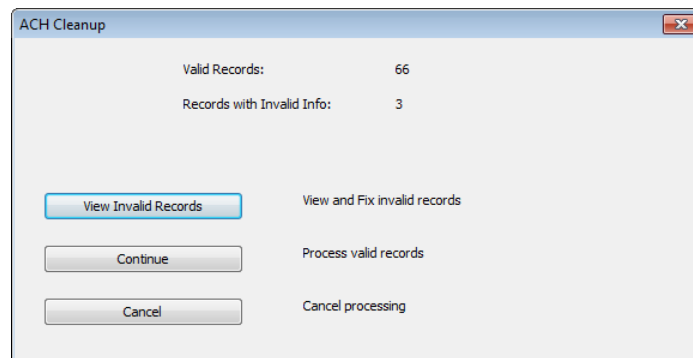 ACH Cleanup
Valid Records: 66
Records with Invalid Info: 3
View Invalid Records View and Fix invalid records
Continue Process valid records
Cancel Cancel processing